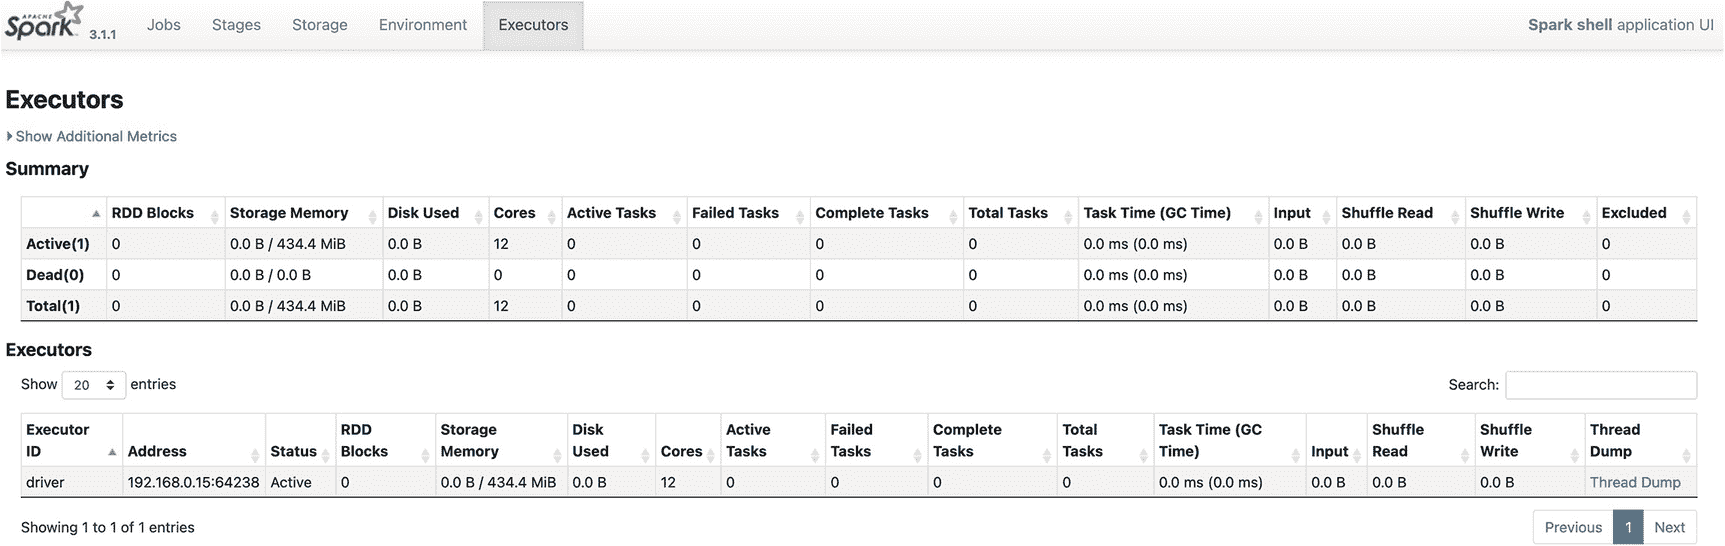 APACHE
Spark 3.1.1 Jobs Stages Storage Environment Executors Spark shell application UI
Executors
Show Additional Metrics
Summary
RDD Blocks Storage Memory Disk Used Cores Active Tasks Failed Tasks Complete Tasks Total Tasks Task Time (GC Time) Input Shuffle Read Shuffle Write Excluded
Active(1) 0 0.0 B / 434.4 MiB 0.0 B 12 0 0 0 0 0.0 ms (0.0 ms) 0.0 B 0.0 B 0.0 B 0
Dead(0) 0 0.0 B / 0.0 B 0.0 B 0 0 0 0 0 0.0 ms (0.0 ms) 0.0 B 0.0 B 0.0 B 0
Total(1) 0 0.0 B / 434.4 MiB 0.0 B 12 0 0 0 0 0.0 ms (0.0 ms) 0.0 B 0.0 B 0.0 B 0
Executors
Show 20 entries Search:
Executor ID Address Status RDD Blocks Storage Memory Disk Used Cores Active Tasks Failed Tasks Complete Tasks Total Tasks Task Time (GC Time) Input Shuffle Read Shuffle Write Thread Dump
driver 192.168.0.15:64238 Active 0 0.0 B / 434.4 MiB 0.0 B 12 0 0 0 0 0.0 ms (0.0 ms) 0.0 B 0.0 B 0.0 B Thread Dump
Showing 1 to 1 of 1 entries Previous 1 Next